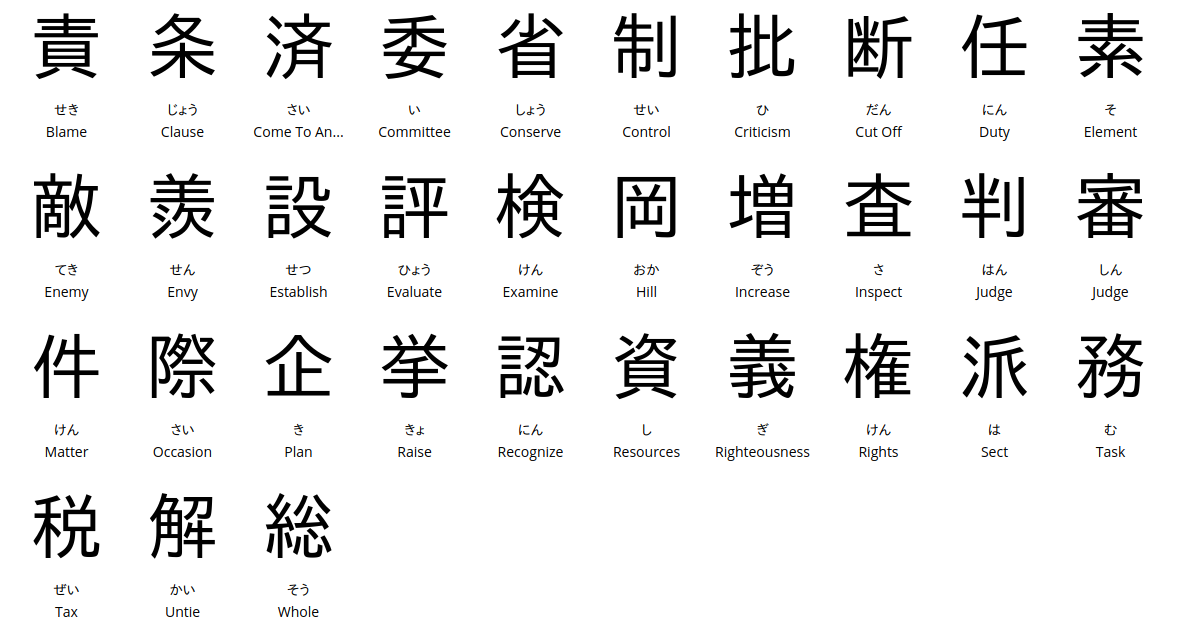 責 条 済 委 省 制 批 断 任 素
せき じょう さい い しょう せい ひ だん にん そ
Blame Clause Come To An... Committee Conserve Control Criticism Cut Off Duty Element
敵 羨 設 評 検 岡 増 査 判 審
てき せん せつ ひょう けん おか ぞう さ はん しん
Enemy Envy Establish Evaluate Examine Hill Increase Inspect Judge Judge
件 際 企 挙 認 資 義 権 派 務
けん さい き きょ にん し ぎ けん は む
Matter Occasion Plan Raise Recognize Resources Righteousness Rights Sect Task
税 解 総
ぜい かい そう
Tax Untie Whole